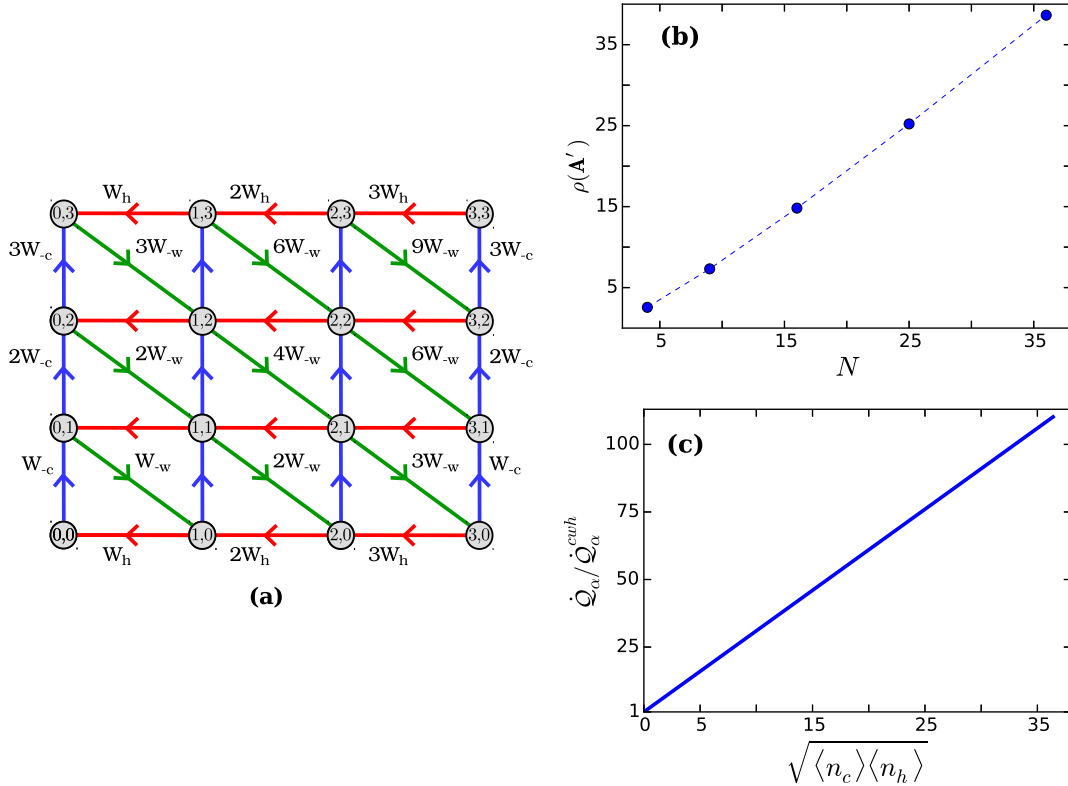 W_h 2W_h 3W_h
0,3 1,3 2,3 3,3
3W_-c 3W_-w 6W_-w 9W_-w 3W_-c
0,2 1,2 2,2 3,2
2W_-c 2W_-w 4W_-w 6W_-w 2W_-c
0,1 1,1 2,1 3,1
W_-c W_-w 2W_-w 3W_-w W_-c
0,0 1,0 2,0 3,0
W_h 2W_h 3W_h
(a)
(b)
35
25
15
5
ρ(A′)
5 15 25 35
N
(c)
100
75
50
25
1
Q̇_α/Q̇_α^{cwh}
0 5 15 25 35
√⟨n_c⟩⟨n_h⟩